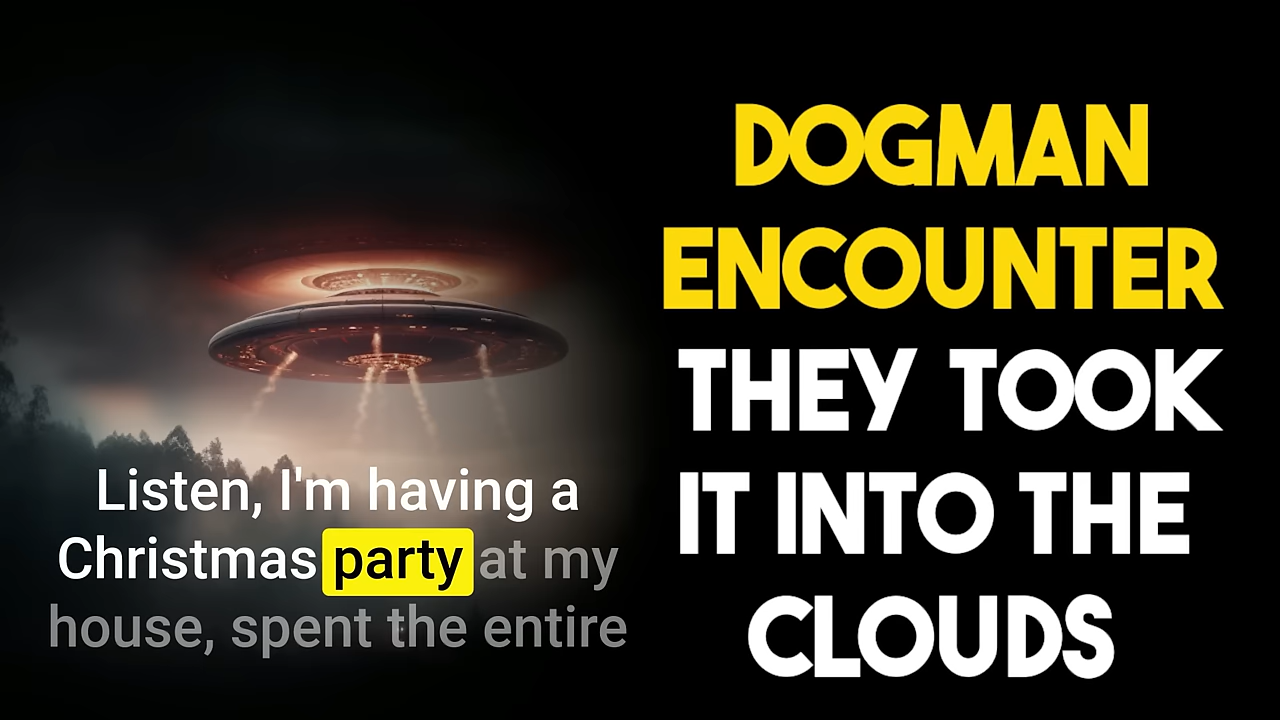 Listen, I'm having a
Christmas party at my
house, spent the entire
DOGMAN
ENCOUNTER
THEY TOOK
IT INTO THE
CLOUDS